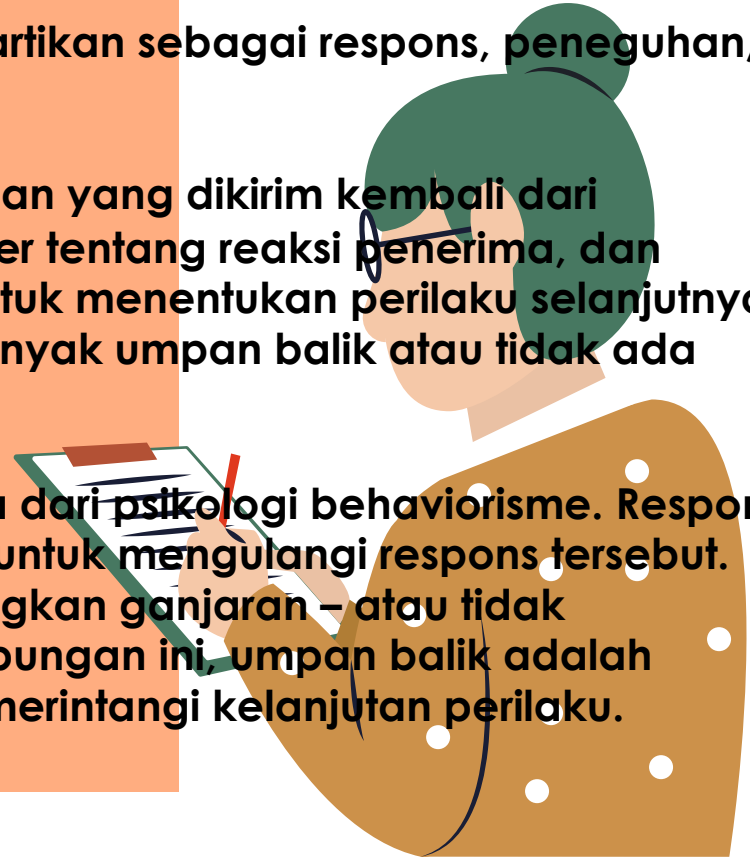 artikan sebagai respons, peneguhan,
an yang dikirim kembali dari
er tentang reaksi penerima, dan
tuk menentukan perilaku selanjutnya
nyak umpan balik atau tidak ada
dari psikologi behaviorisme. Respon
untuk mengulangi respons tersebut.
gkan ganjaran – atau tidak
bungan ini, umpan balik adalah
merintangi kelanjutan perilaku.